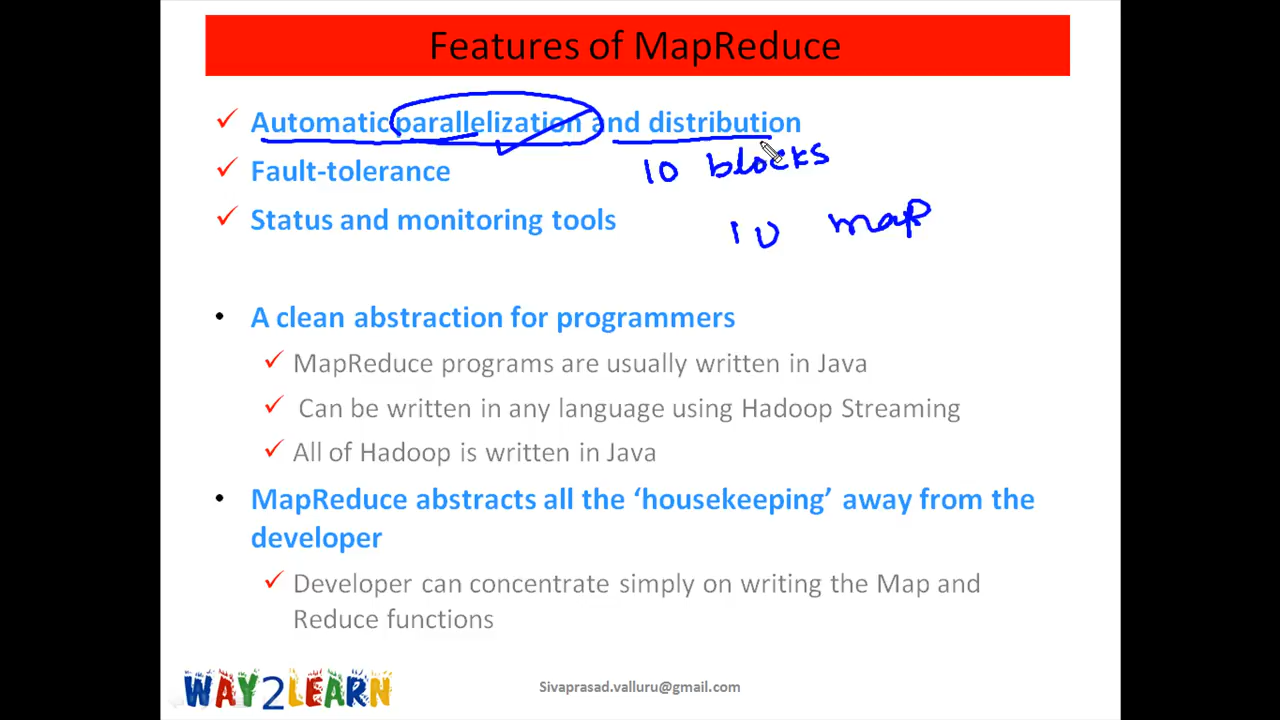 Features of MapReduce
Automatic parallelization and distribution
10 blocks
Fault-tolerance
Status and monitoring tools
10 map
A clean abstraction for programmers
MapReduce programs are usually written in Java
Can be written in any language using Hadoop Streaming
All of Hadoop is written in Java
MapReduce abstracts all the ‘housekeeping’ away from the
developer
Developer can concentrate simply on writing the Map and
Reduce functions
WAY2LEARN
Sivaprasad.valluru@gmail.com